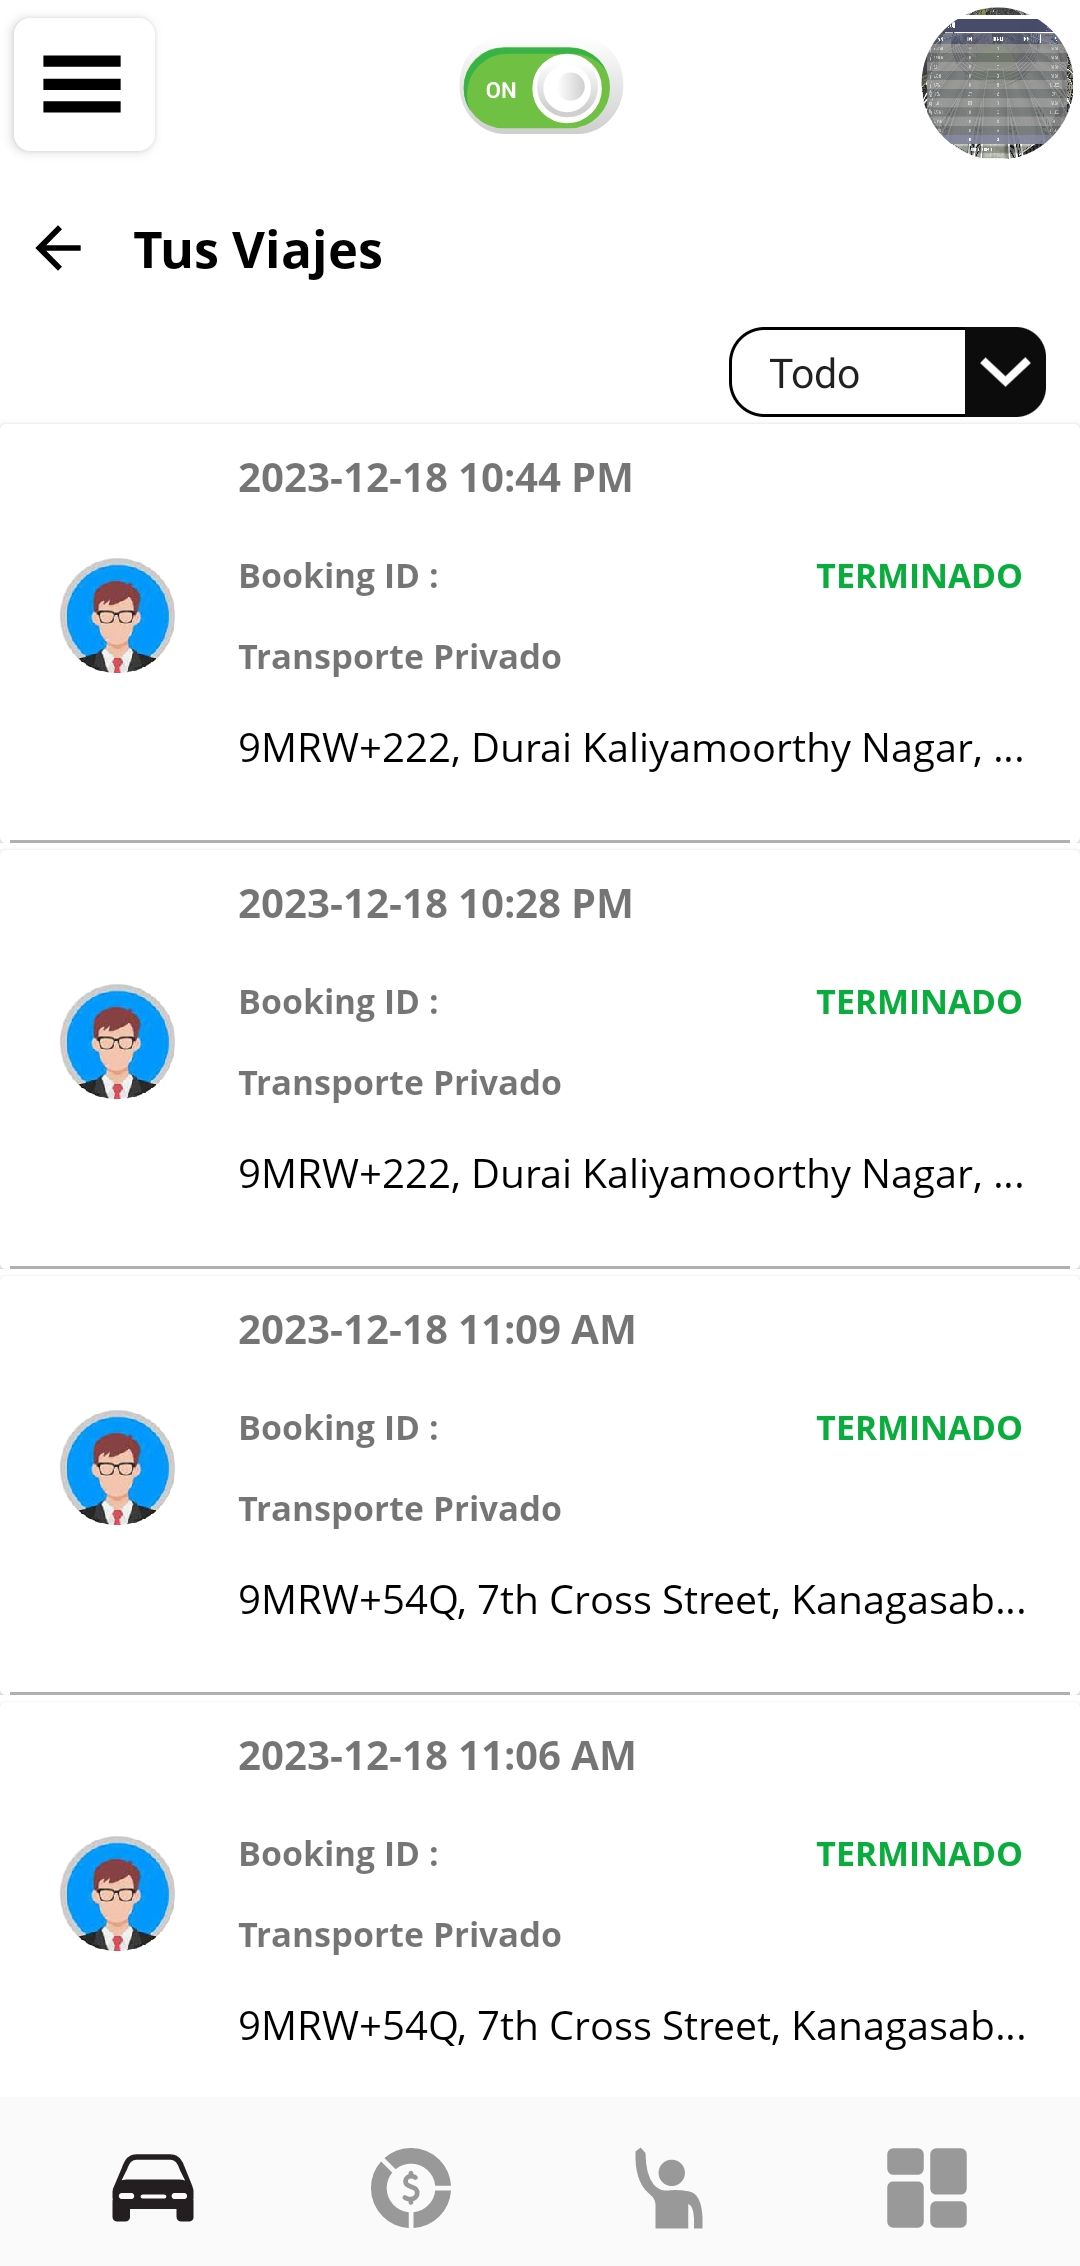 ON
Tus Viajes
Todo
2023-12-18 10:44 PM
Booking ID :
TERMINADO
Transporte Privado
9MRW+222, Durai Kaliyamoorthy Nagar, ...
2023-12-18 10:28 PM
Booking ID :
TERMINADO
Transporte Privado
9MRW+222, Durai Kaliyamoorthy Nagar, ...
2023-12-18 11:09 AM
Booking ID :
TERMINADO
Transporte Privado
9MRW+54Q, 7th Cross Street, Kanagasab...
2023-12-18 11:06 AM
Booking ID :
TERMINADO
Transporte Privado
9MRW+54Q, 7th Cross Street, Kanagasab...
$